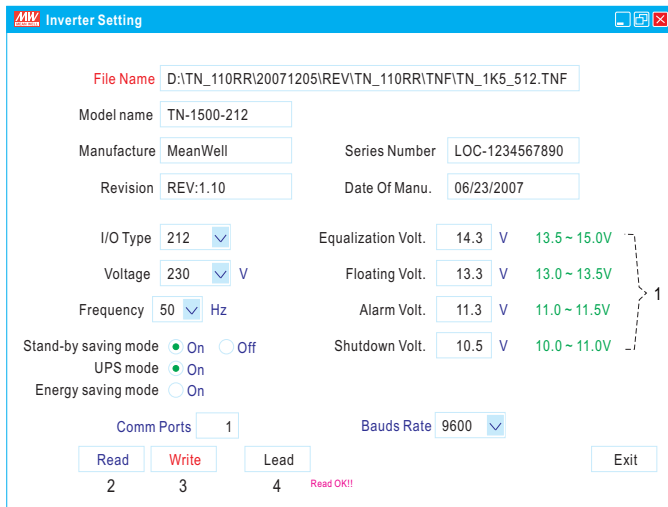 MW MEAN WELL Inverter Setting
File Name D:\TN_110RR\20071205\REV\TN_110RR\TNF\TN_1K5_512.TNF
Model name TN-1500-212
Manufacture MeanWell Series Number LOC-1234567890
Revision REV:1.10 Date Of Manu. 06/23/2007
I/O Type 212 Equalization Volt. 14.3 V 13.5 ~ 15.0V
Voltage 230 V Floating Volt. 13.3 V 13.0 ~ 13.5V
1
Frequency 50 Hz Alarm Volt. 11.3 V 11.0 ~ 11.5V
Stand-by saving mode On Off Shutdown Volt. 10.5 V 10.0 ~ 11.0V
UPS mode On
Energy saving mode On
Comm Ports 1 Bauds Rate 9600
Read Write Lead Exit
2 3 4 Read OK!!